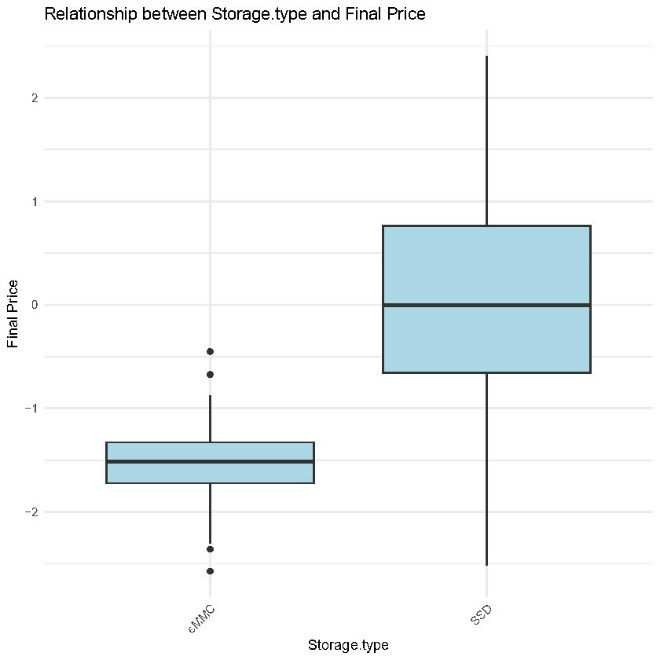 Relationship between Storage.type and Final Price
2
1
0
−1
−2
Final Price
eMMC
SSD
Storage.type